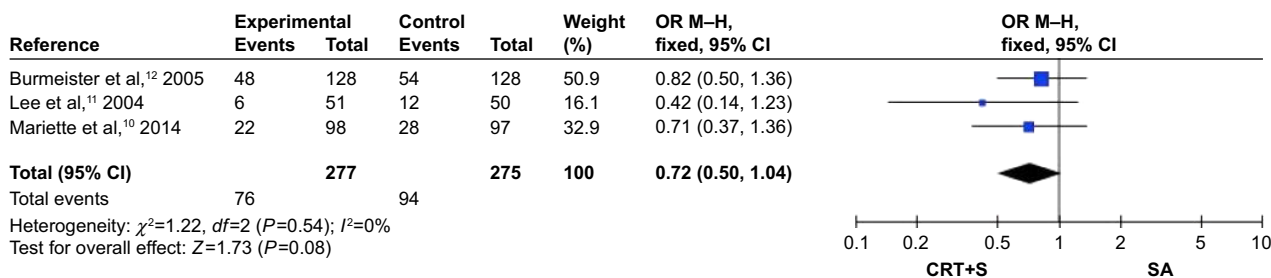 Experimental Control Weight OR M–H, OR M–H,
Reference Events Total Events Total (%) fixed, 95% CI fixed, 95% CI
Burmeister et al,¹² 2005 48 128 54 128 50.9 0.82 (0.50, 1.36)
Lee et al,¹¹ 2004 6 51 12 50 16.1 0.42 (0.14, 1.23)
Mariette et al,¹⁰ 2014 22 98 28 97 32.9 0.71 (0.37, 1.36)
Total (95% CI) 277 275 100 0.72 (0.50, 1.04)
Total events 76 94
Heterogeneity: χ²=1.22, df=2 (P=0.54); I²=0%
Test for overall effect: Z=1.73 (P=0.08)
0.1 0.2 0.5 1 2 5 10
CRT+S SA